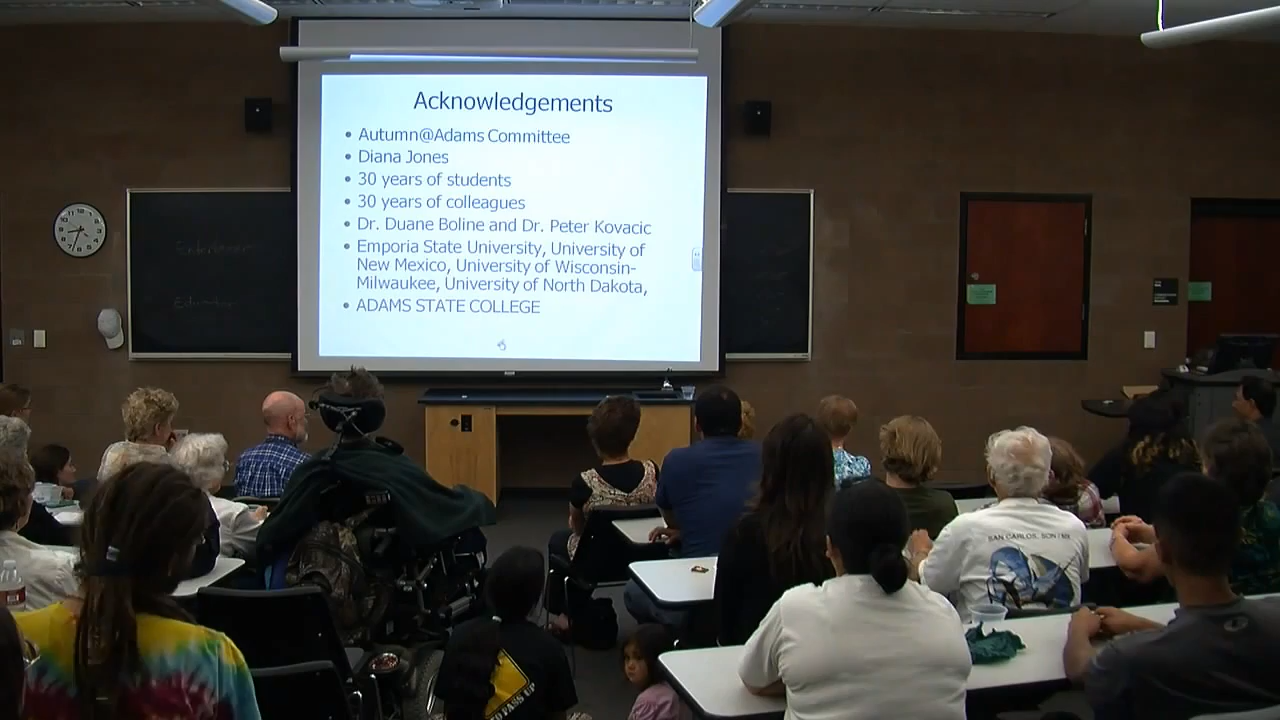 Acknowledgements
• Autumn@Adams Committee
• Diana Jones
• 30 years of students
• 30 years of colleagues
• Dr. Duane Boline and Dr. Peter Kovacic
• Emporia State University, University of
New Mexico, University of Wisconsin-
Milwaukee, University of North Dakota,
• ADAMS STATE COLLEGE
SAN CARLOS, SON / MX